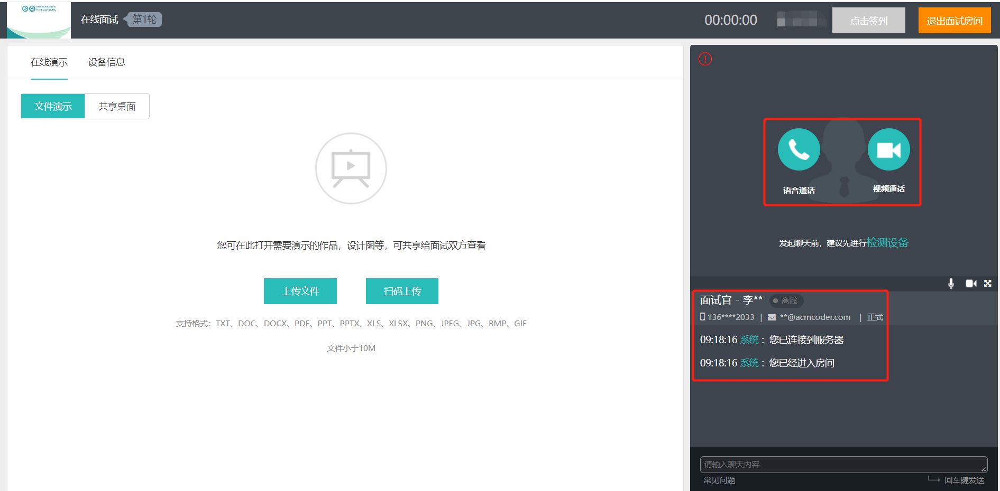 在线面试 第1轮 00:00:00 点击签到 退出面试房间
在线演示 设备信息
文件演示 共享桌面
您可在此打开需要演示的作品，设计图等，可共享给面试双方查看
上传文件 扫码上传
支持格式：TXT、DOC、DOCX、PDF、PPT、PPTX、XLS、XLSX、PNG、JPEG、JPG、BMP、GIF
文件小于10M
语音通话 视频通话
发起聊天前，建议先进行检测设备
面试官 - 李** 离线
136****2033 | **@acmcoder.com | 正式
09:18:16 系统： 您已连接到服务器
09:18:16 系统： 您已经进入房间
请输入聊天内容
常见问题 回车键发送